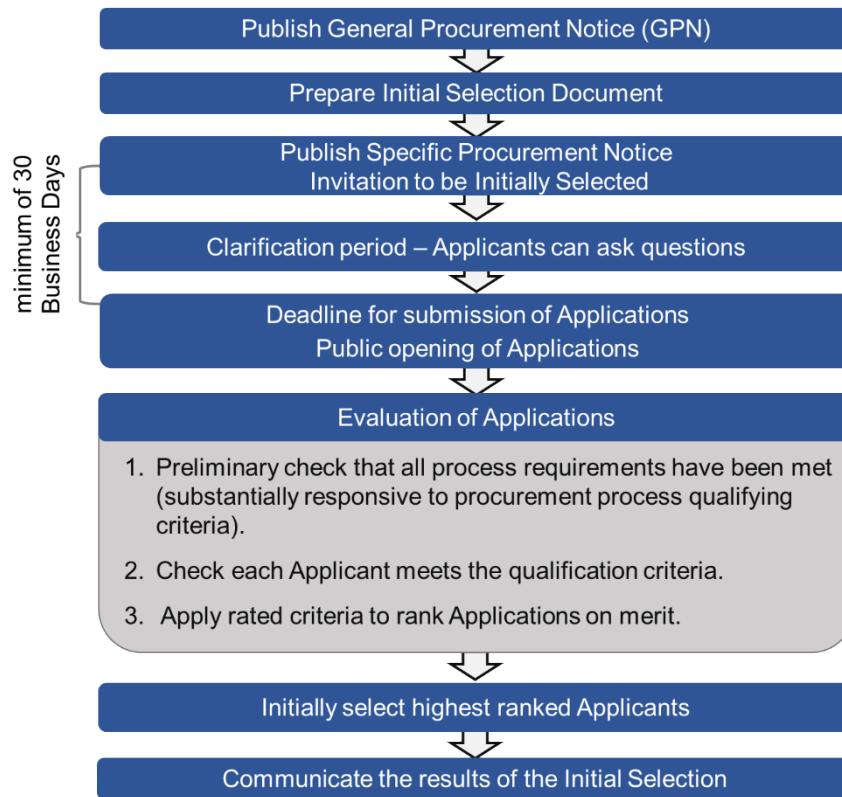 Publish General Procurement Notice (GPN)
Prepare Initial Selection Document
minimum of 30
Business Days
Publish Specific Procurement Notice
Invitation to be Initially Selected
Clarification period – Applicants can ask questions
Deadline for submission of Applications
Public opening of Applications
Evaluation of Applications
1. Preliminary check that all process requirements have been met
(substantially responsive to procurement process qualifying
criteria).
2. Check each Applicant meets the qualification criteria.
3. Apply rated criteria to rank Applications on merit.
Initially select highest ranked Applicants
Communicate the results of the Initial Selection